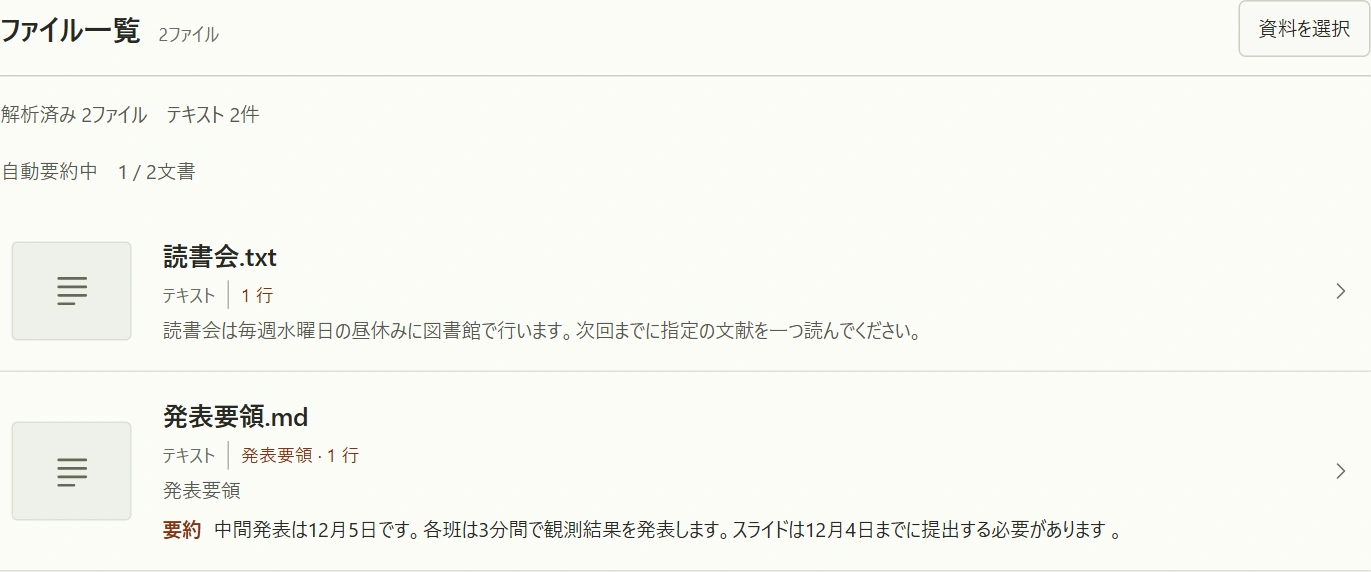 ファイル一覧 2ファイル
資料を選択
解析済み 2ファイル テキスト 2件
自動要約中 1 / 2文書
読書会.txt
テキスト 1 行
読書会は毎週水曜日の昼休みに図書館で行います。次回までに指定の文献を一つ読んでください。
発表要領.md
テキスト 発表要領 · 1 行
発表要領
要約 中間発表は12月5日です。各班は3分間で観測結果を発表します。スライドは12月4日までに提出する必要があります 。